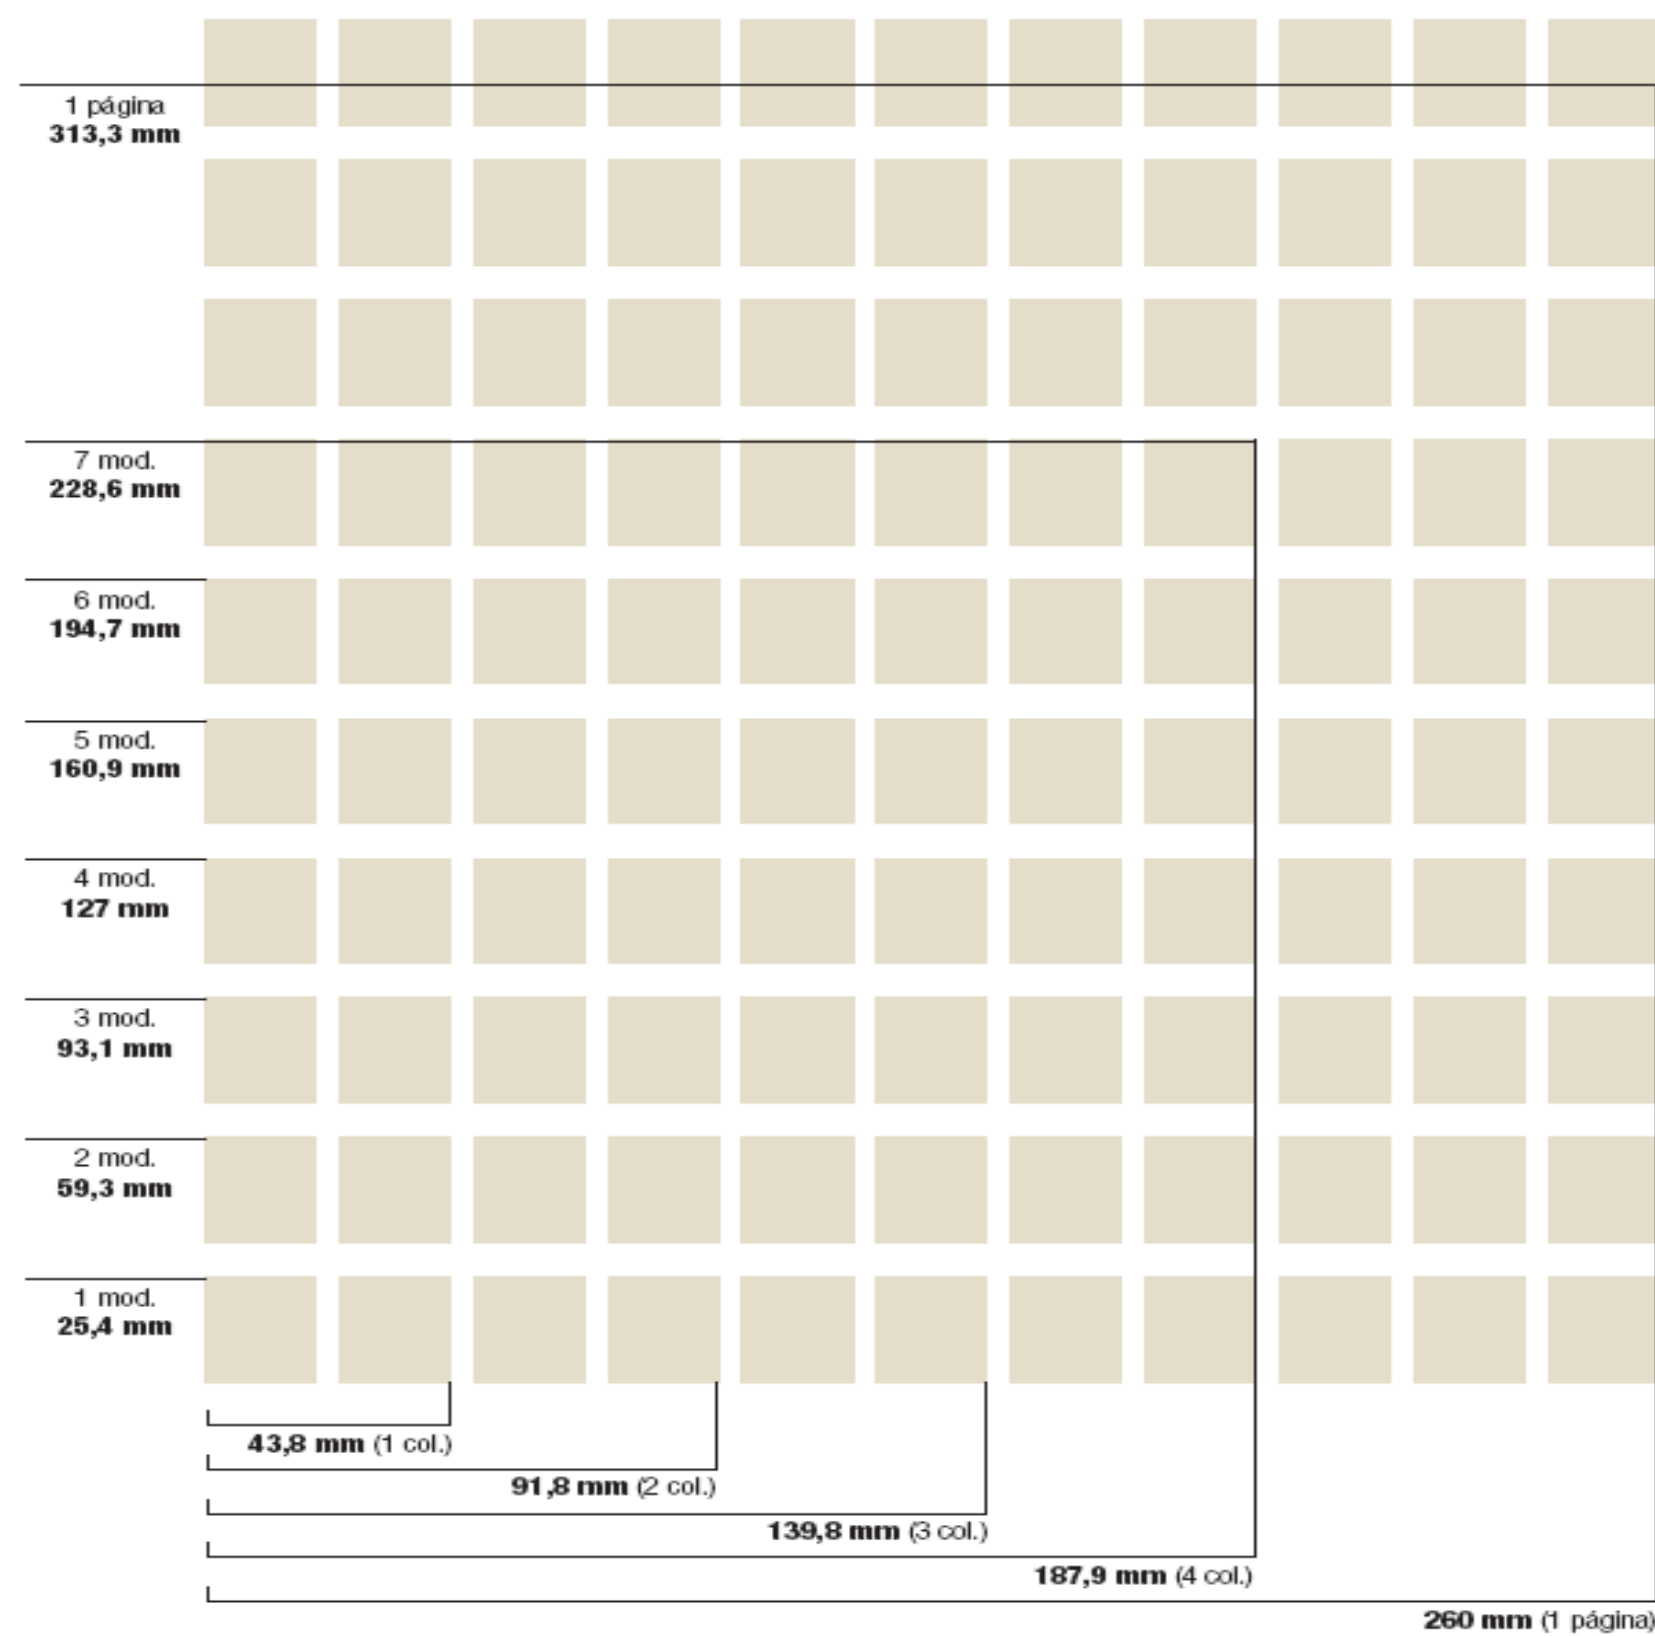 1 página
313,3 mm
7 mod.
228,6 mm
6 mod.
194,7 mm
5 mod.
160,9 mm
4 mod.
127 mm
3 mod.
93,1 mm
2 mod.
59,3 mm
1 mod.
25,4 mm
43,8 mm (1 col.)
91,8 mm (2 col.)
139,8 mm (3 col.)
187,9 mm (4 col.)
260 mm (1 página)